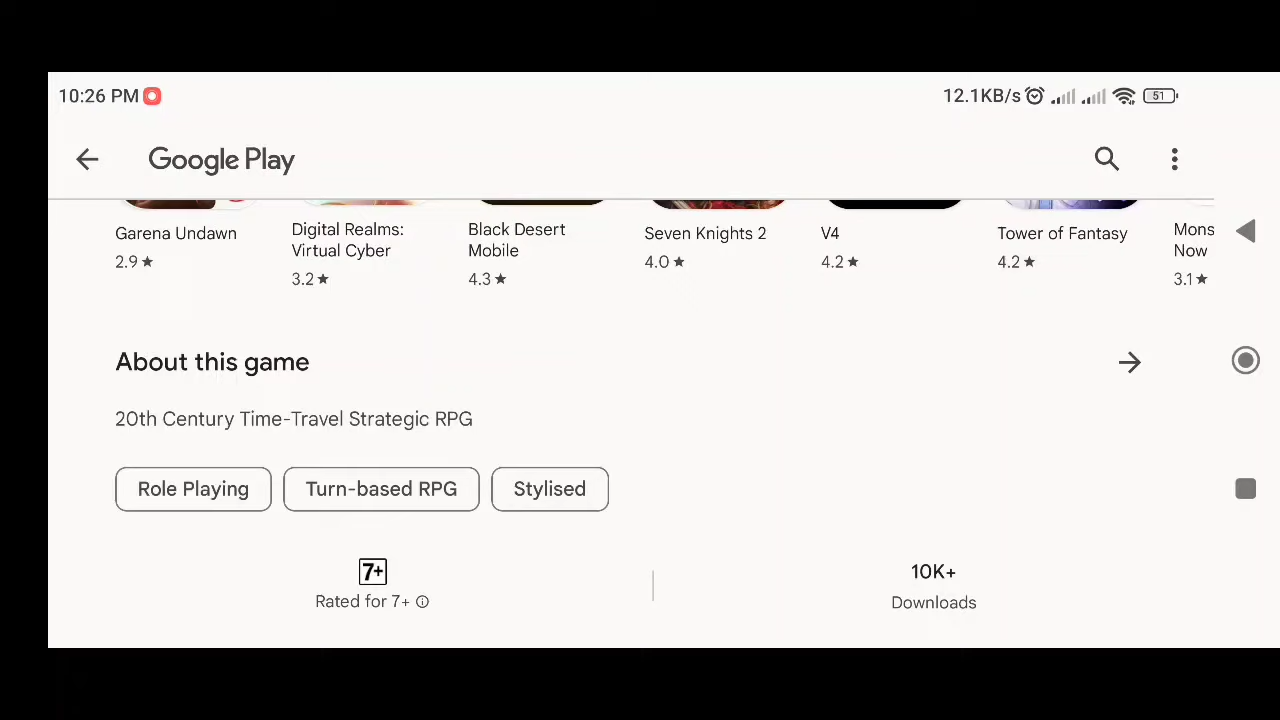 10:26 PM 12.1KB/s 51
Google Play
Garena Undawn
2.9★
Digital Realms:
Virtual Cyber
3.2★
Black Desert
Mobile
4.3★
Seven Knights 2
4.0★
V4
4.2★
Tower of Fantasy
4.2★
Mons
Now
3.1★
About this game
20th Century Time-Travel Strategic RPG
Role Playing
Turn-based RPG
Stylised
7+
Rated for 7+
10K+
Downloads